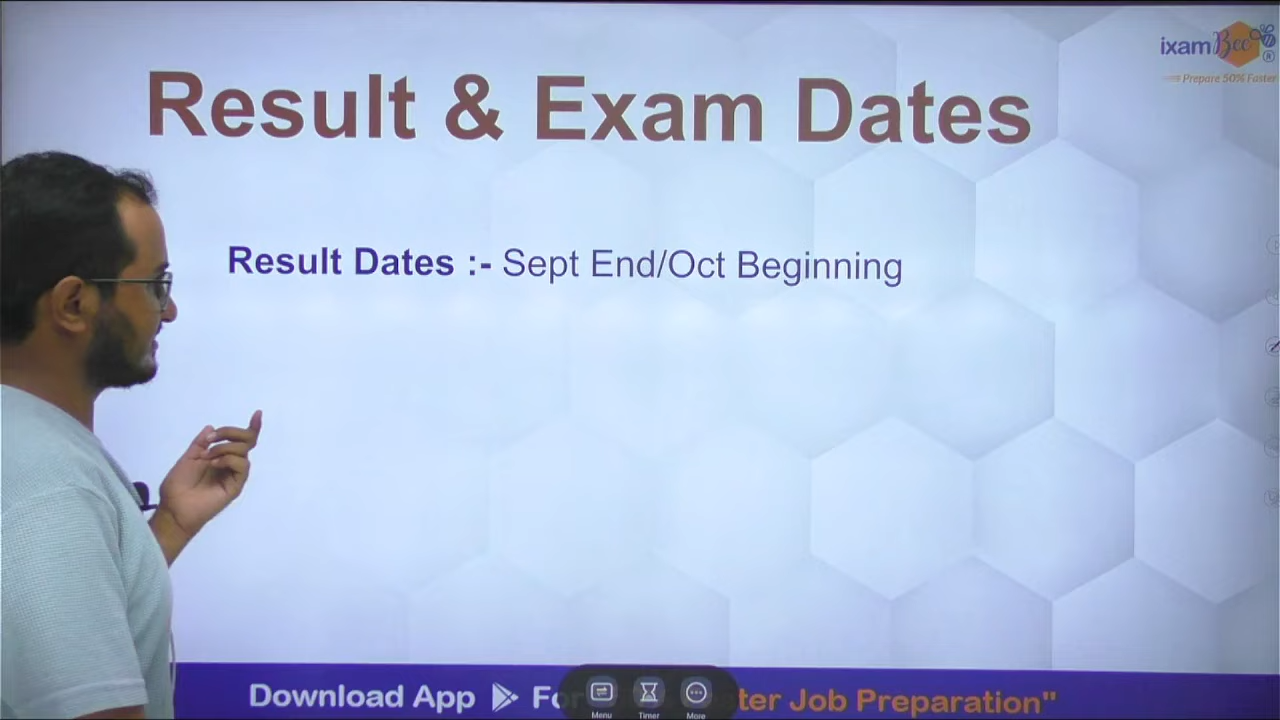 ixamBee
®
Prepare 50% Faster
Result & Exam Dates
Result Dates :- Sept End/Oct Beginning
Download App For ter Job Preparation"
Menu Timer More